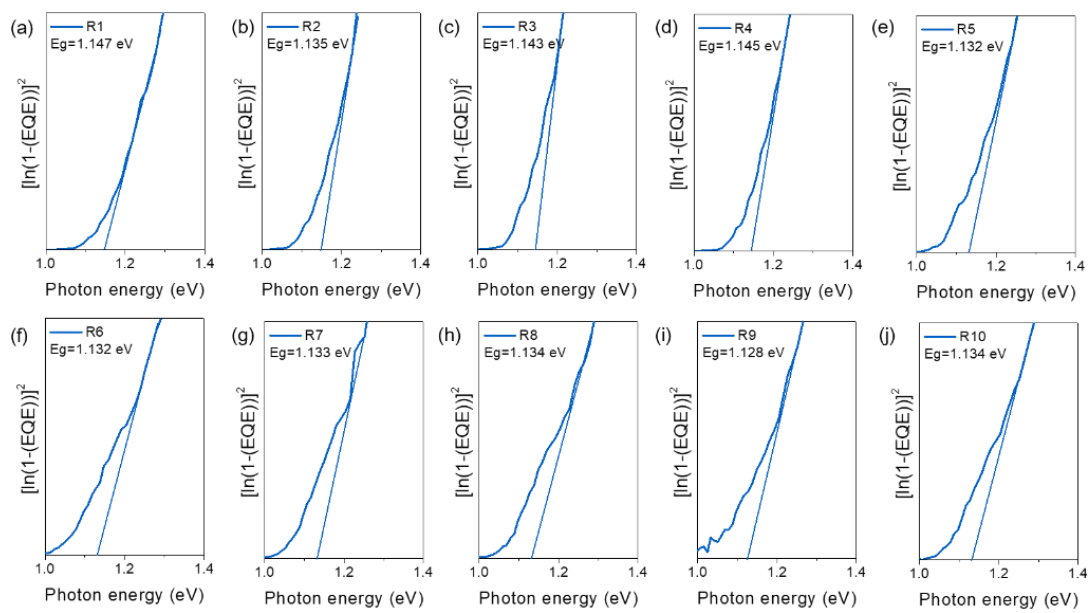 (a)
R1
Eg=1.147 eV
[ln(1-(EQE))]²
1.0 1.2 1.4
Photon energy (eV)
(b)
R2
Eg=1.135 eV
[ln(1-(EQE))]²
1.0 1.2 1.4
Photon energy (eV)
(c)
R3
Eg=1.143 eV
[ln(1-(EQE))]²
1.0 1.2 1.4
Photon energy (eV)
(d)
R4
Eg=1.145 eV
[ln(1-(EQE))]²
1.0 1.2 1.4
Photon energy (eV)
(e)
R5
Eg=1.132 eV
[ln(1-(EQE))]²
1.0 1.2 1.4
Photon energy (eV)
(f)
R6
Eg=1.132 eV
[ln(1-(EQE))]²
1.0 1.2 1.4
Photon energy (eV)
(g)
R7
Eg=1.133 eV
[ln(1-(EQE))]²
1.0 1.2 1.4
Photon energy (eV)
(h)
R8
Eg=1.134 eV
[ln(1-(EQE))]²
1.0 1.2 1.4
Photon energy (eV)
(i)
R9
Eg=1.128 eV
[ln(1-(EQE))]²
1.0 1.2 1.4
Photon energy (eV)
(j)
R10
Eg=1.134 eV
[ln(1-(EQE))]²
1.0 1.2 1.4
Photon energy (eV)